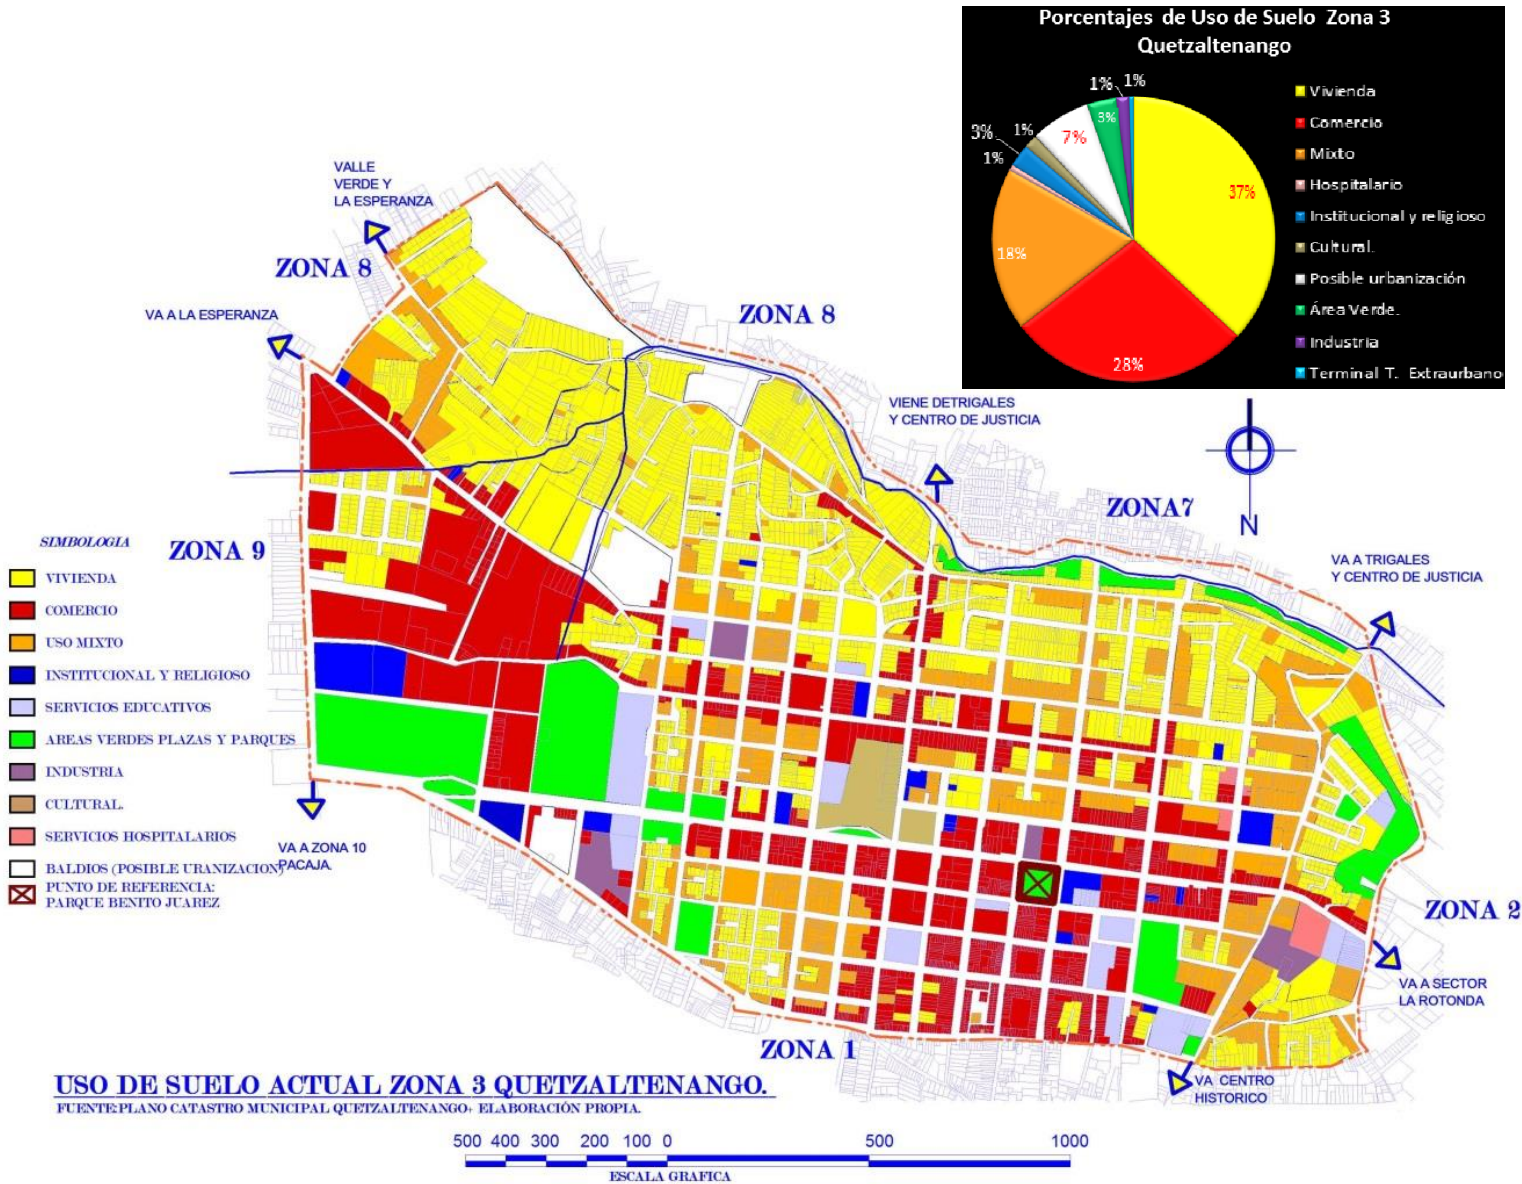 Porcentajes de Uso de Suelo Zona 3
Quetzaltenango
1%
1%
3%
7%
1%
3%
1%
18%
28%
37%
Vivienda
Comercio
Mixto
Hospitalario
Institucional y religioso
Cultural.
Posible urbanización
Área Verde.
Industria
Terminal T. Extraurbano
VALLE
VERDE Y
LA ESPERANZA
ZONA 8
VA A LA ESPERANZA
ZONA 8
VIENE DETRIGALES
Y CENTRO DE JUSTICIA
ZONA7
N
VA A TRIGALES
Y CENTRO DE JUSTICIA
ZONA 9
SIMBOLOGIA
VIVIENDA
COMERCIO
USO MIXTO
INSTITUCIONAL Y RELIGIOSO
SERVICIOS EDUCATIVOS
AREAS VERDES PLAZAS Y PARQUES
INDUSTRIA
CULTURAL.
SERVICIOS HOSPITALARIOS
BALDIOS (POSIBLE URANIZACION)
PUNTO DE REFERENCIA:
PARQUE BENITO JUAREZ
VA A ZONA 10
PACAJA.
ZONA 2
VA A SECTOR
LA ROTONDA
ZONA 1
VA CENTRO
HISTORICO
USO DE SUELO ACTUAL ZONA 3 QUETZALTENANGO.
FUENTE:PLANO CATASTRO MUNICIPAL QUETZALTENANGO+ ELABORACIÓN PROPIA.
500 400 300 200 100 0 500 1000
ESCALA GRAFICA